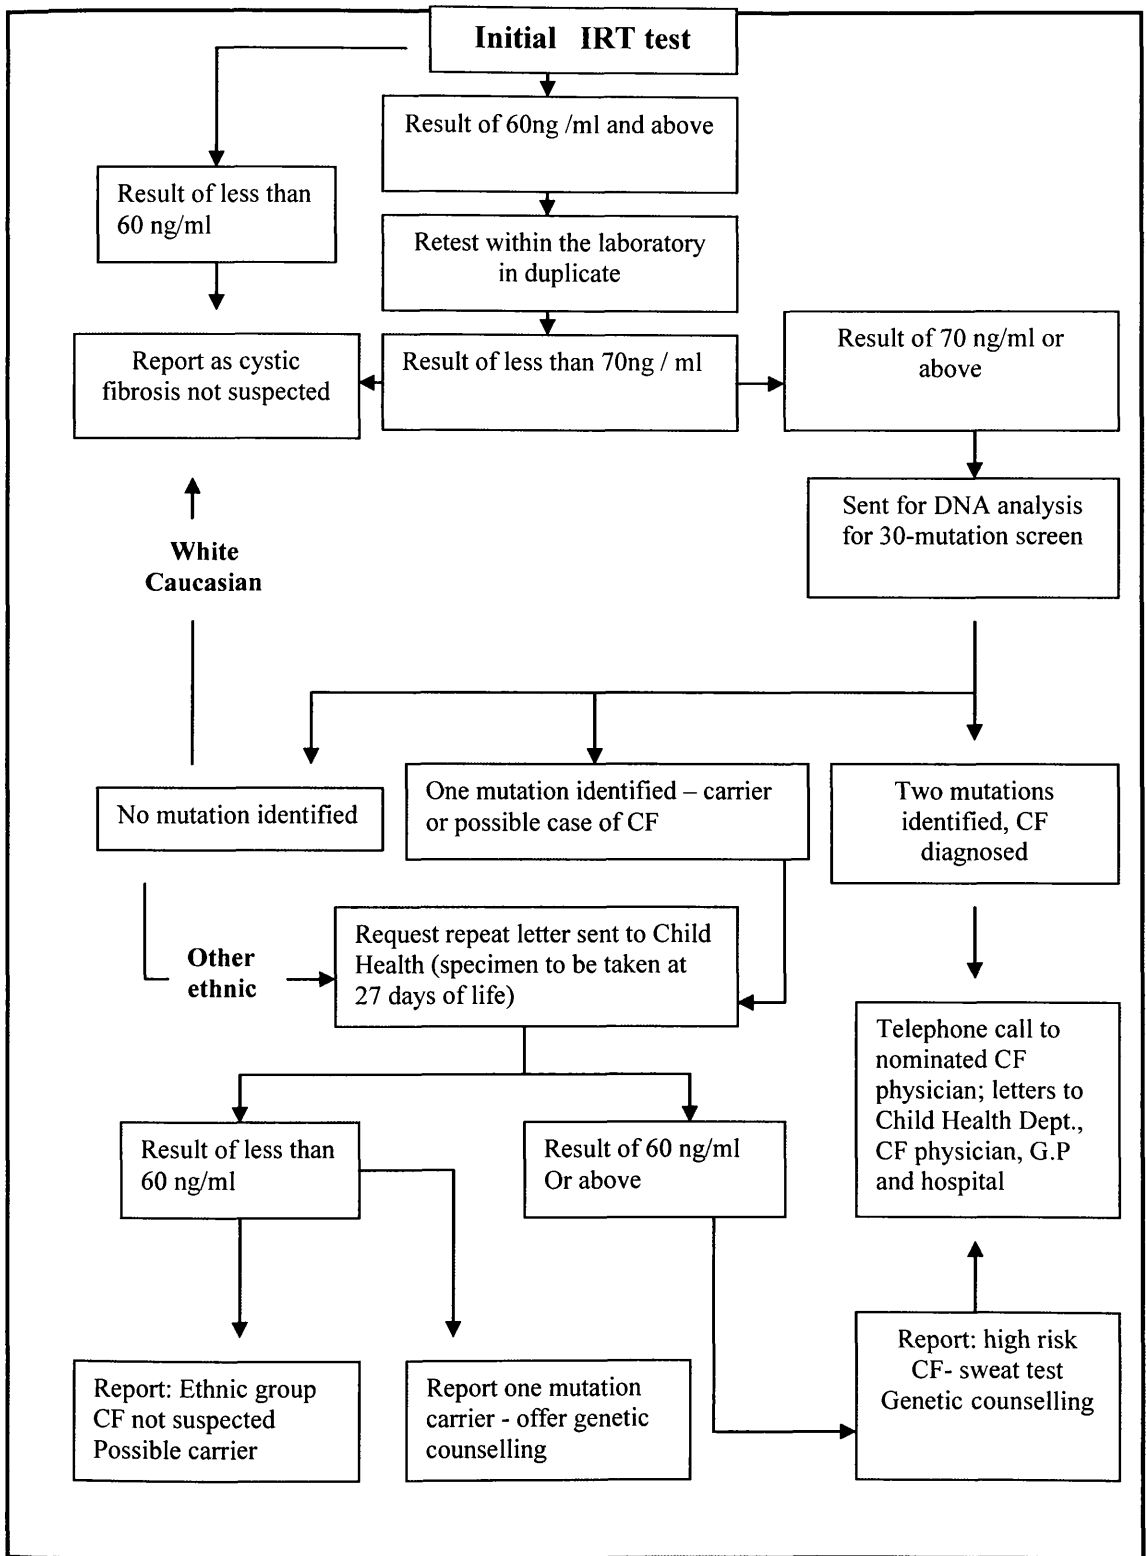 Initial IRT test
Result of 60ng /ml and above
Result of less than
60 ng/ml
Retest within the laboratory
in duplicate
Report as cystic
fibrosis not suspected
Result of less than 70ng / ml
Result of 70 ng/ml or
above
Sent for DNA analysis
for 30-mutation screen
White
Caucasian
No mutation identified
One mutation identified – carrier
or possible case of CF
Two mutations
identified, CF
diagnosed
Other
ethnic
Request repeat letter sent to Child
Health (specimen to be taken at
27 days of life)
Telephone call to
nominated CF
physician; letters to
Child Health Dept.,
CF physician, G.P
and hospital
Result of less than
60 ng/ml
Result of 60 ng/ml
Or above
Report: Ethnic group
CF not suspected
Possible carrier
Report one mutation
carrier - offer genetic
counselling
Report: high risk
CF- sweat test
Genetic counselling